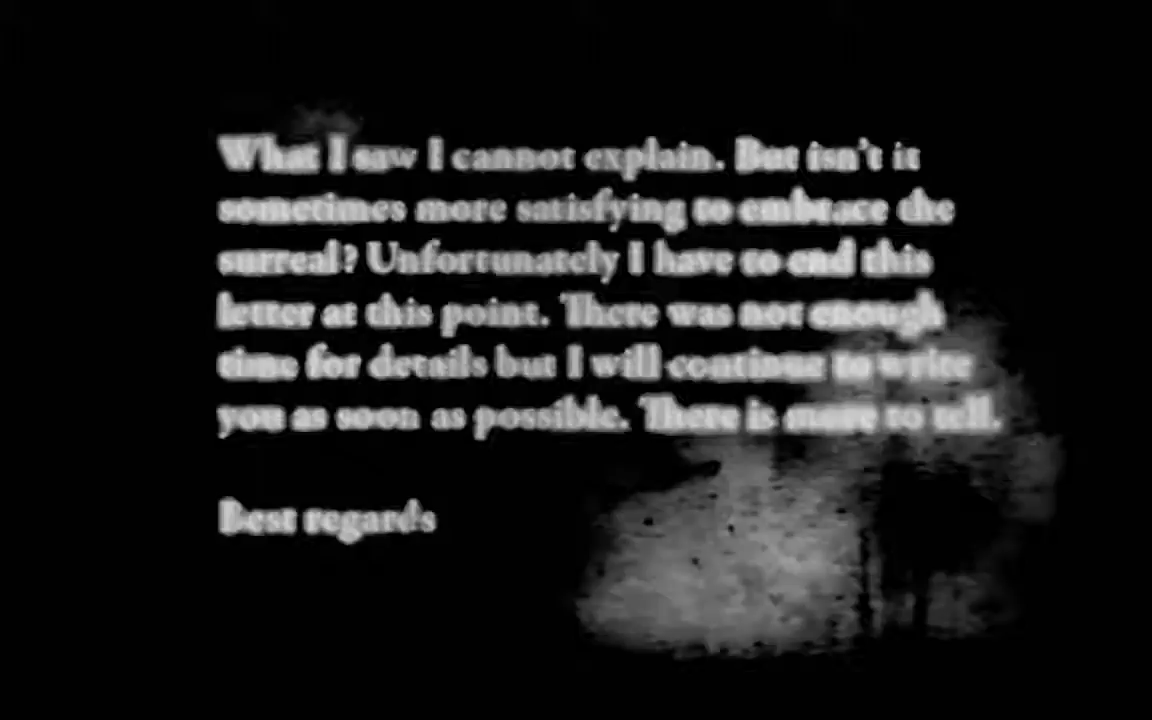 What I saw I cannot explain. But isn't it
sometimes more satisfying to embrace the
surreal? Unfortunately I have to end this
letter at this point. There was not enough
time for details but I will continue to write
you as soon as possible. There is more to tell.
Best regards